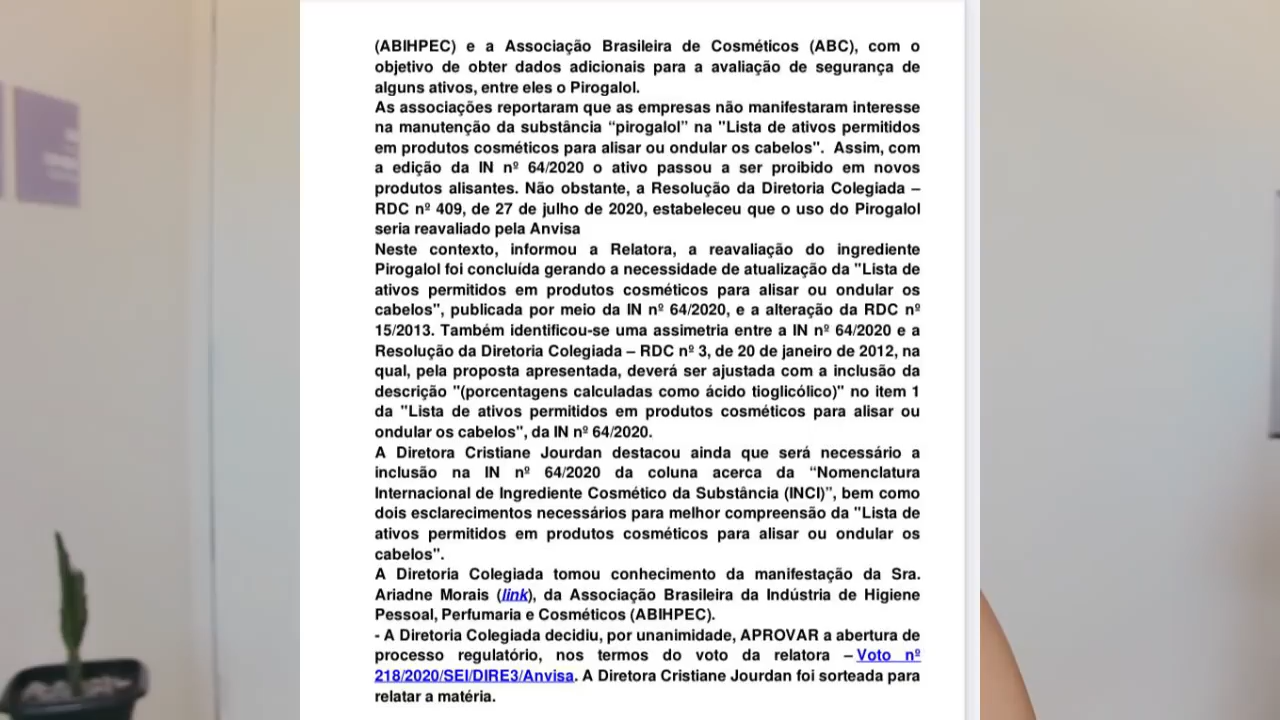 (ABIHPEC) e a Associação Brasileira de Cosméticos (ABC), com o
objetivo de obter dados adicionais para a avaliação de segurança de
alguns ativos, entre eles o Pirogalol.
As associações reportaram que as empresas não manifestaram interesse
na manutenção da substância “pirogalol” na "Lista de ativos permitidos
em produtos cosméticos para alisar ou ondular os cabelos". Assim, com
a edição da IN nº 64/2020 o ativo passou a ser proibido em novos
produtos alisantes. Não obstante, a Resolução da Diretoria Colegiada –
RDC nº 409, de 27 de julho de 2020, estabeleceu que o uso do Pirogalol
seria reavaliado pela Anvisa
Neste contexto, informou a Relatora, a reavaliação do ingrediente
Pirogalol foi concluída gerando a necessidade de atualização da "Lista de
ativos permitidos em produtos cosméticos para alisar ou ondular os
cabelos", publicada por meio da IN nº 64/2020, e a alteração da RDC nº
15/2013. Também identificou-se uma assimetria entre a IN nº 64/2020 e a
Resolução da Diretoria Colegiada – RDC nº 3, de 20 de janeiro de 2012, na
qual, pela proposta apresentada, deverá ser ajustada com a inclusão da
descrição "(porcentagens calculadas como ácido tioglicólico)" no item 1
da "Lista de ativos permitidos em produtos cosméticos para alisar ou
ondular os cabelos", da IN nº 64/2020.
A Diretora Cristiane Jourdan destacou ainda que será necessário a
inclusão na IN nº 64/2020 da coluna acerca da “Nomenclatura
Internacional de Ingrediente Cosmético da Substância (INCI)”, bem como
dois esclarecimentos necessários para melhor compreensão da "Lista de
ativos permitidos em produtos cosméticos para alisar ou ondular os
cabelos".
A Diretoria Colegiada tomou conhecimento da manifestação da Sra.
Ariadne Morais (link), da Associação Brasileira da Indústria de Higiene
Pessoal, Perfumaria e Cosméticos (ABIHPEC).
- A Diretoria Colegiada decidiu, por unanimidade, APROVAR a abertura de
processo regulatório, nos termos do voto da relatora – Voto nº
218/2020/SEI/DIRE3/Anvisa. A Diretora Cristiane Jourdan foi sorteada para
relatar a matéria.